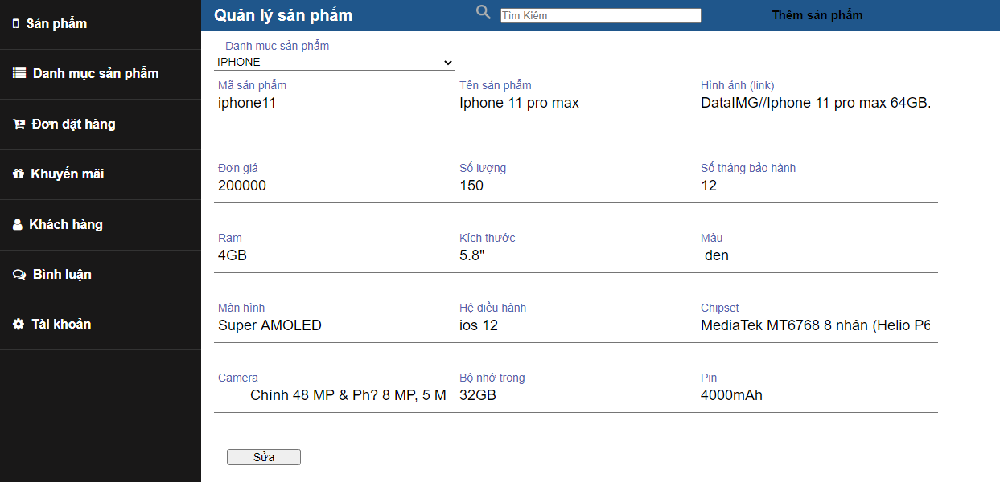 Sản phẩm
Danh mục sản phẩm
Đơn đặt hàng
Khuyến mãi
Khách hàng
Bình luận
Tài khoản
Quản lý sản phẩm
Tìm Kiếm
Thêm sản phẩm
Danh mục sản phẩm
IPHONE
Mã sản phẩm Tên sản phẩm Hình ảnh (link)
iphone11 Iphone 11 pro max DataIMG//Iphone 11 pro max 64GB.
Đơn giá Số lượng Số tháng bảo hành
200000 150 12
Ram Kích thước Màu
4GB 5.8" đen
Màn hình Hệ điều hành Chipset
Super AMOLED ios 12 MediaTek MT6768 8 nhân (Helio P6
Camera Bộ nhớ trong Pin
Chính 48 MP & Ph? 8 MP, 5 M 32GB 4000mAh
Sửa